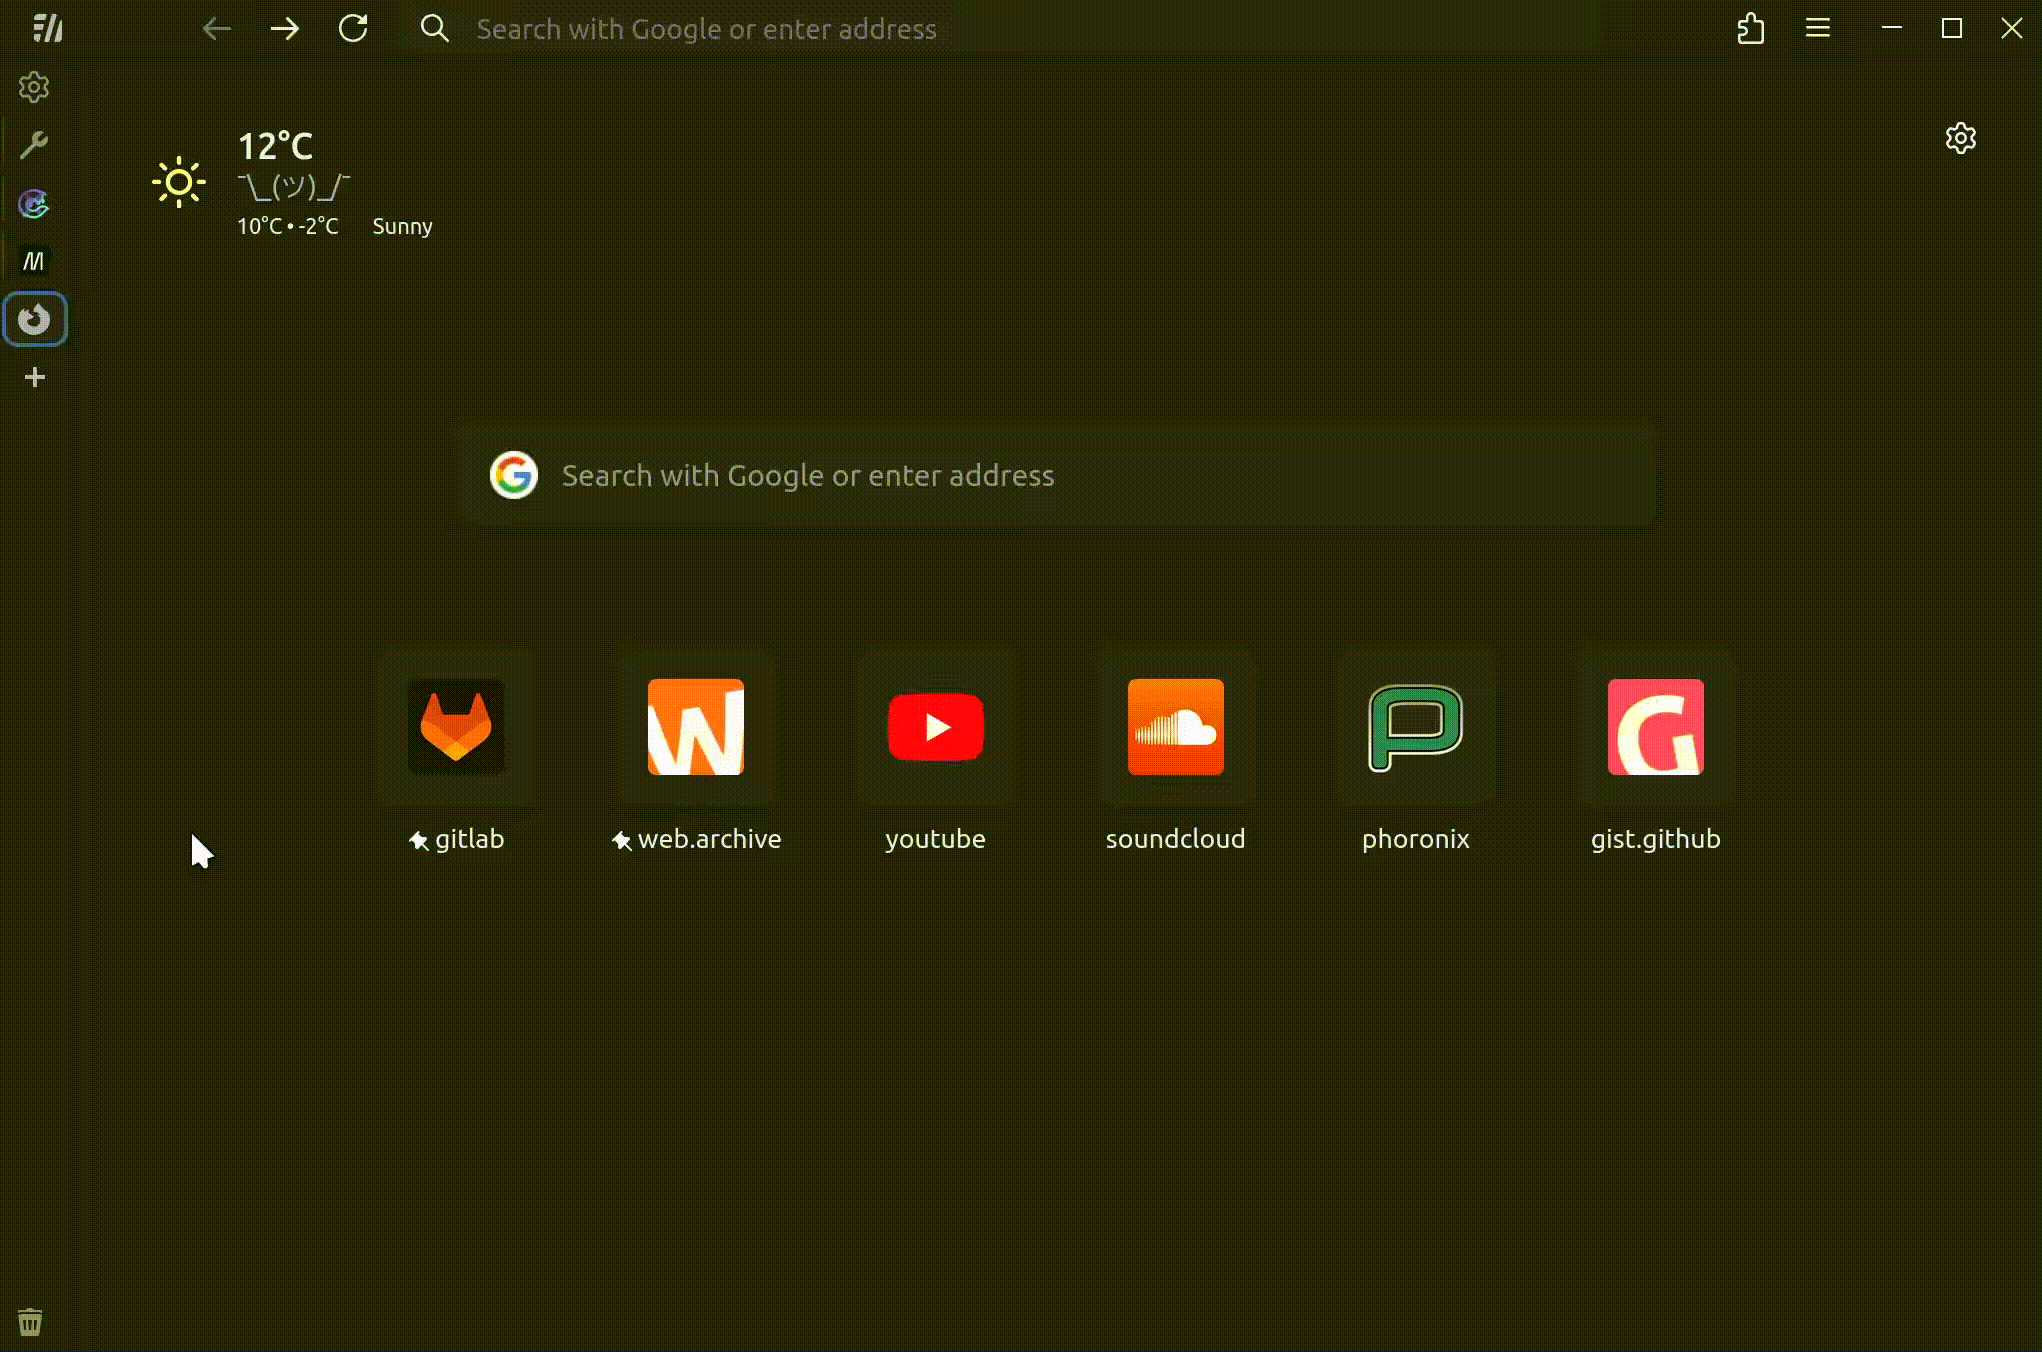 Search with Google or enter address
12°C
¯\_(ツ)_/¯
10°C • -2°C Sunny
Search with Google or enter address
gitlab
web.archive
youtube
soundcloud
phoronix
gist.github